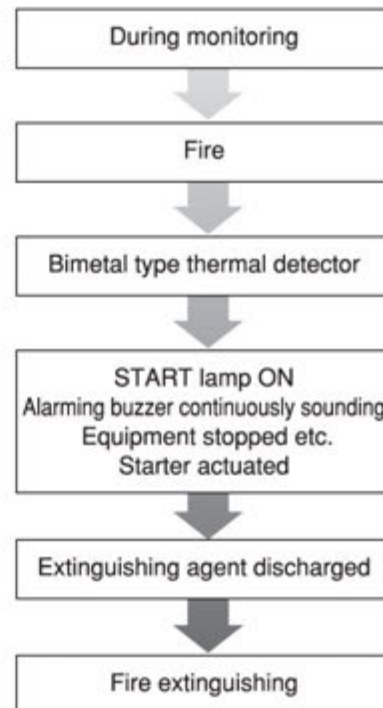 During monitoring
Fire
Bimetal type thermal detector
START lamp ON
Alarming buzzer continuously sounding
Equipment stopped etc.
Starter actuated
Extinguishing agent discharged
Fire extinguishing